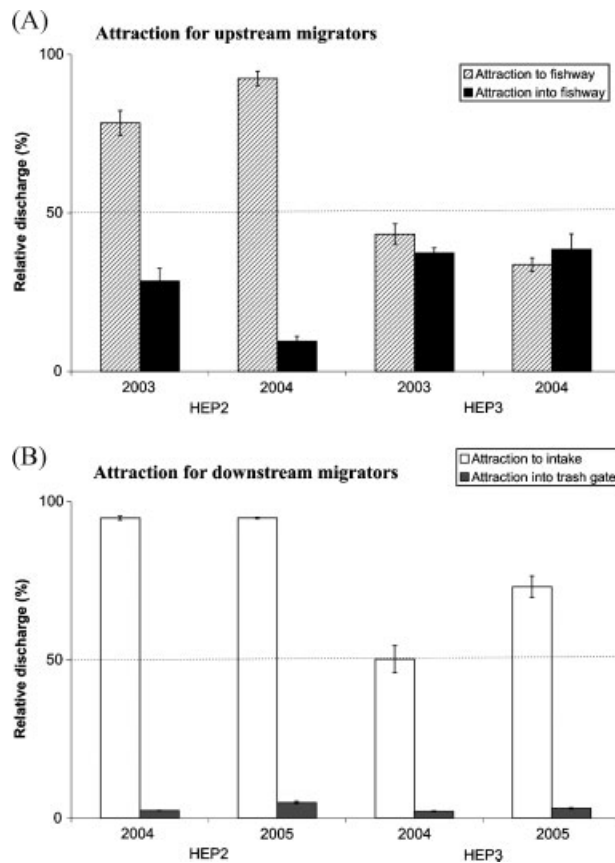 (A)
Attraction for upstream migrators
100
Attraction to fishway
Attraction into fishway
Relative discharge (%)
50
0
2003 2004 2003 2004
HEP2 HEP3
(B)
Attraction for downstream migrators
Attraction to intake
Attraction into trash gate
100
Relative discharge (%)
50
0
2004 2005 2004 2005
HEP2 HEP3